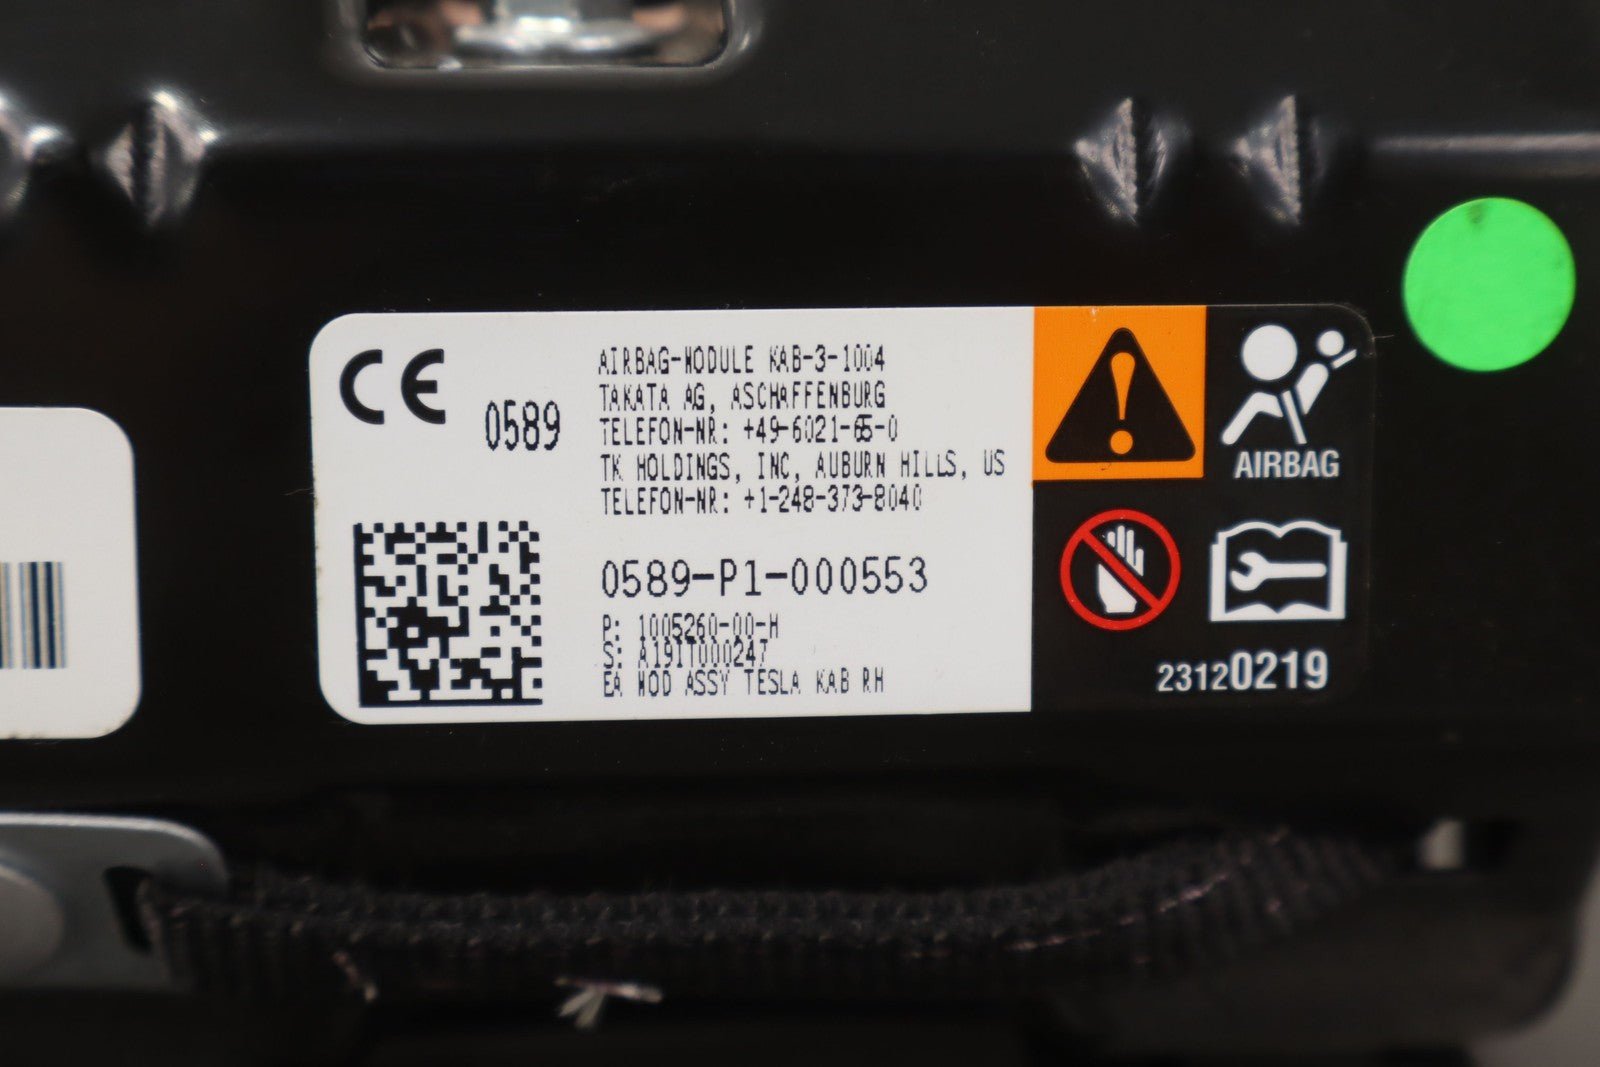 CE
0589
AIRBAG-MODULE KAB-3-1004
TAKATA AG, ASCHAFFENBURG
TELEFON-NR: +49-6021-65-0
TK HOLDINGS, INC, AUBURN HILLS, US
TELEFON-NR: +1-248-373-8040
0589-P1-000553
P: 1005260-00-H
S: A191T000247
EA MOD ASSY TESLA KAB RH
AIRBAG
23120219